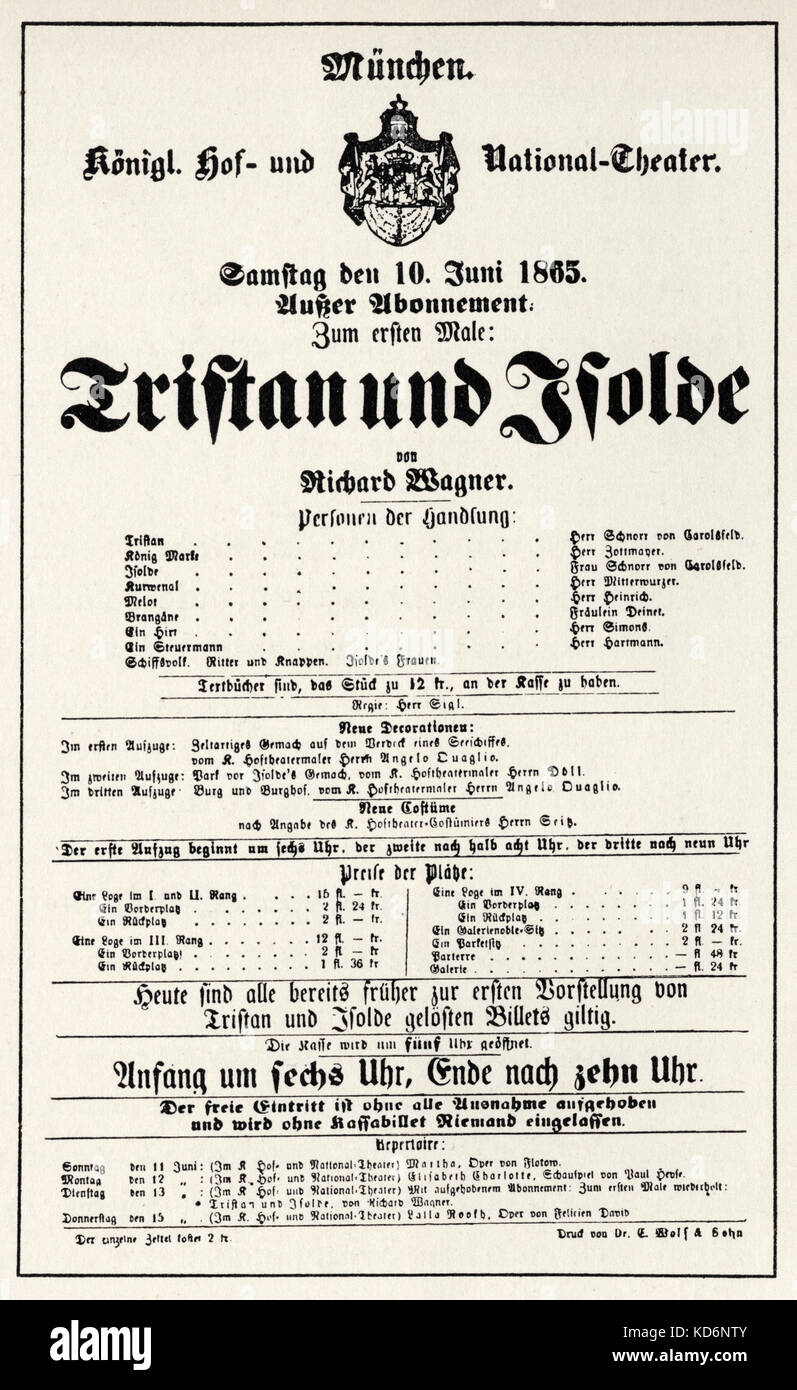 München.
Königl. Hof- und National-Theater.
Samstag den 10. Juni 1865.
Außer Abonnement.
Zum ersten Male:
Tristan und Isolde
von
Richard Wagner.
Personen der Handlung:
Tristan . . . . . . . . . . Herr Schnorr von Carolsfeld.
König Marke . . . . . . . . . . Herr Zottmayer.
Isolde . . . . . . . . . . Frau Schnorr von Carolsfeld.
Kurwenal . . . . . . . . . . Herr Mitterwurzer.
Melot . . . . . . . . . . Herr Heinrich.
Brangäne . . . . . . . . . . Fräulein Deinet.
Ein Hirt . . . . . . . . . . Herr Simons.
Ein Steuermann . . . . . . . . . Herr Hartmann.
Schiffsvolk. Ritter und Knappen. Isolde's Frauen.
Textbücher sind, das Stück zu 12 kr., an der Kasse zu haben.
Regie: Herr Sigl.
Neue Decorationen:
Im ersten Aufzuge: Zeltartiges Gemach auf dem Verdeck eines Seeschiffes,
vom K. Hoftheatermaler Herrn Angelo Quaglio.
Im zweiten Aufzuge: Park vor Isolde's Gemach, vom K. Hoftheatermaler Herrn Döll.
Im dritten Aufzuge Burg und Burghof, vom K. Hoftheatermaler Herrn Angelo Quaglio.
Neue Costüme
nach Angabe des K. Hoftheater-Costümiers Herrn Seitz.
Der erste Aufzug beginnt um sechs Uhr, der zweite nach halb acht Uhr, der dritte nach neun Uhr
Preise der Plätze:
Eine Loge im I. und II. Rang . . . . 15 fl. — kr.
Ein Vorderplatz . . . . . . 2 fl. 24 kr.
Ein Rückplatz . . . . . . 2 fl. — kr.
Eine Loge im III. Rang . . . . . . . 12 fl. — kr.
Ein Vorderplatz . . . . . . . 2 fl. — kr
Ein Rückplatz . . . . . . . 1 fl. 36 kr
Eine Loge im IV. Rang . . . . . . . 9 fl. — kr
Ein Vorderplatz . . . . . . 1 fl. 24 kr
Ein Rückplatz . . . . . . 1 fl 12 kr
Ein Galerienoble-Sitz . . . . . . 2 fl 24 kr.
Ein Parketsitz . . . . . . . 2 fl. — kr.
Parterre . . . . . . . — fl 48 kr
Galerie . . . . . . . — fl. 24 kr
Heute sind alle bereits früher zur ersten Vorstellung von
Tristan und Isolde gelösten Billets giltig.
Die Kasse wird um fünf Uhr geöffnet.
Anfang um sechs Uhr, Ende nach zehn Uhr.
Der freie Eintritt ist ohne alle Ausnahme aufgehoben
und wird ohne Kassabillet Niemand eingelassen.
Repertoire:
Sonntag den 11 Juni: (Im K Hof- und National-Theater) Martha, Oper von Flotow.
Montag den 12 „ : (Im K. Hof- und National-Theater) Elisabeth Charlotte, Schauspiel von Paul Heyse.
Dienstag den 13 „ : (Im K Hof- und National-Theater) Mit aufgehobenem Abonnement: Zum ersten Male wiederholt:
Tristan und Isolde, von Richard Wagner.
Donnerstag den 15 „ . (Im K. Hof- und National-Theater) Lalla Rookh, Oper von Felicien David
Der einzelne Zettel kostet 2 kr.
Druck von Dr. C. Wolf & Sohn
alamy
Image ID: KD6NTY
www.alamy.com